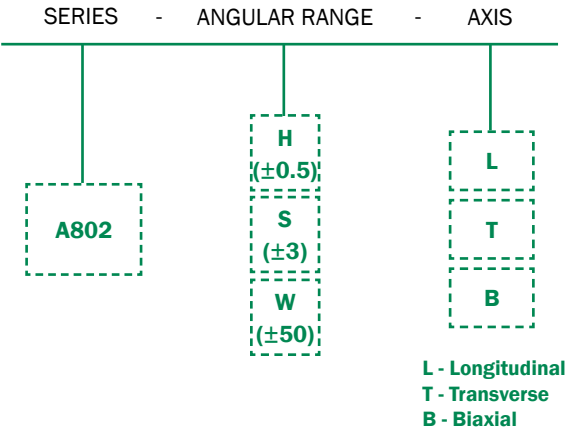 SERIES - ANGULAR RANGE - AXIS
A802
H
(±0.5)
S
(±3)
W
(±50)
L
T
B
L - Longitudinal
T - Transverse
B - Biaxial